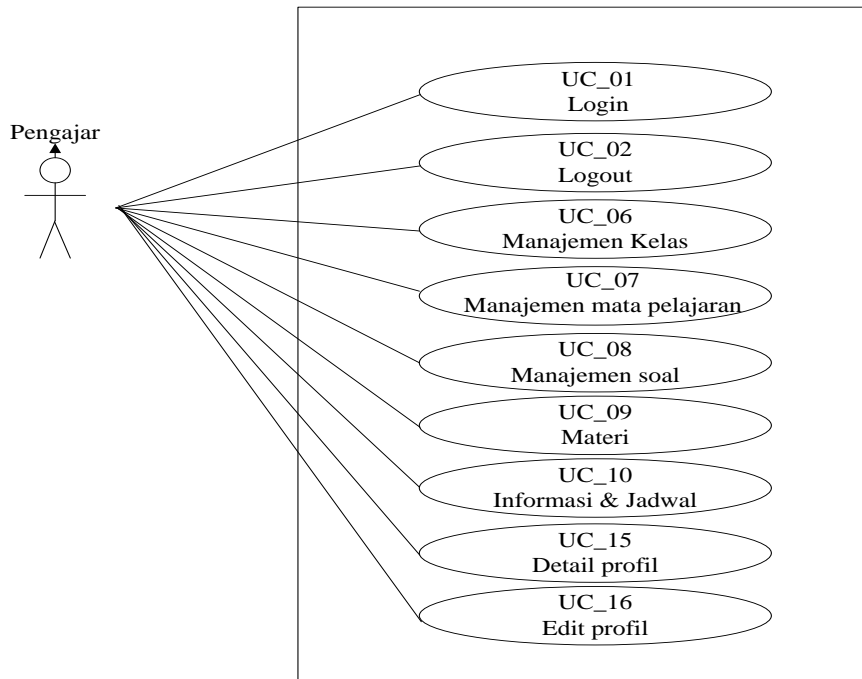 Pengajar
UC_01
Login
UC_02
Logout
UC_06
Manajemen Kelas
UC_07
Manajemen mata pelajaran
UC_08
Manajemen soal
UC_09
Materi
UC_10
Informasi & Jadwal
UC_15
Detail profil
UC_16
Edit profil